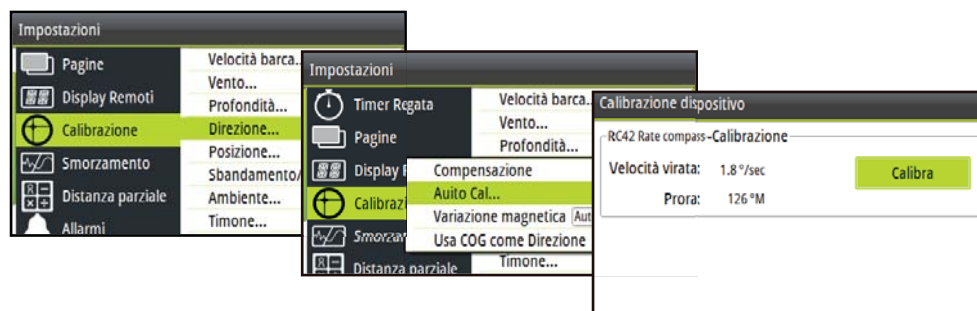 Impostazioni
Pagine
Display Remoti
Calibrazione
Smorzamento
Distanza parziale
Allarmi
Velocità barca..
Vento...
Profondità...
Direzione...
Posizione...
Sbandamento/
Ambiente...
Timone...
Impostazioni
Timer Regata
Pagine
Display
Calibrazi
Smorzar
Distanza parziale
Velocità barca..
Vento...
Profondità...
Compensazione
Auito Cal...
Variazione magnetica Aut
Usa COG come Direzione
Timone...
Calibrazione dispositivo
RC42 Rate compass-Calibrazione
Velocità virata: 1.8 °/sec
Prora: 126 °M
Calibra